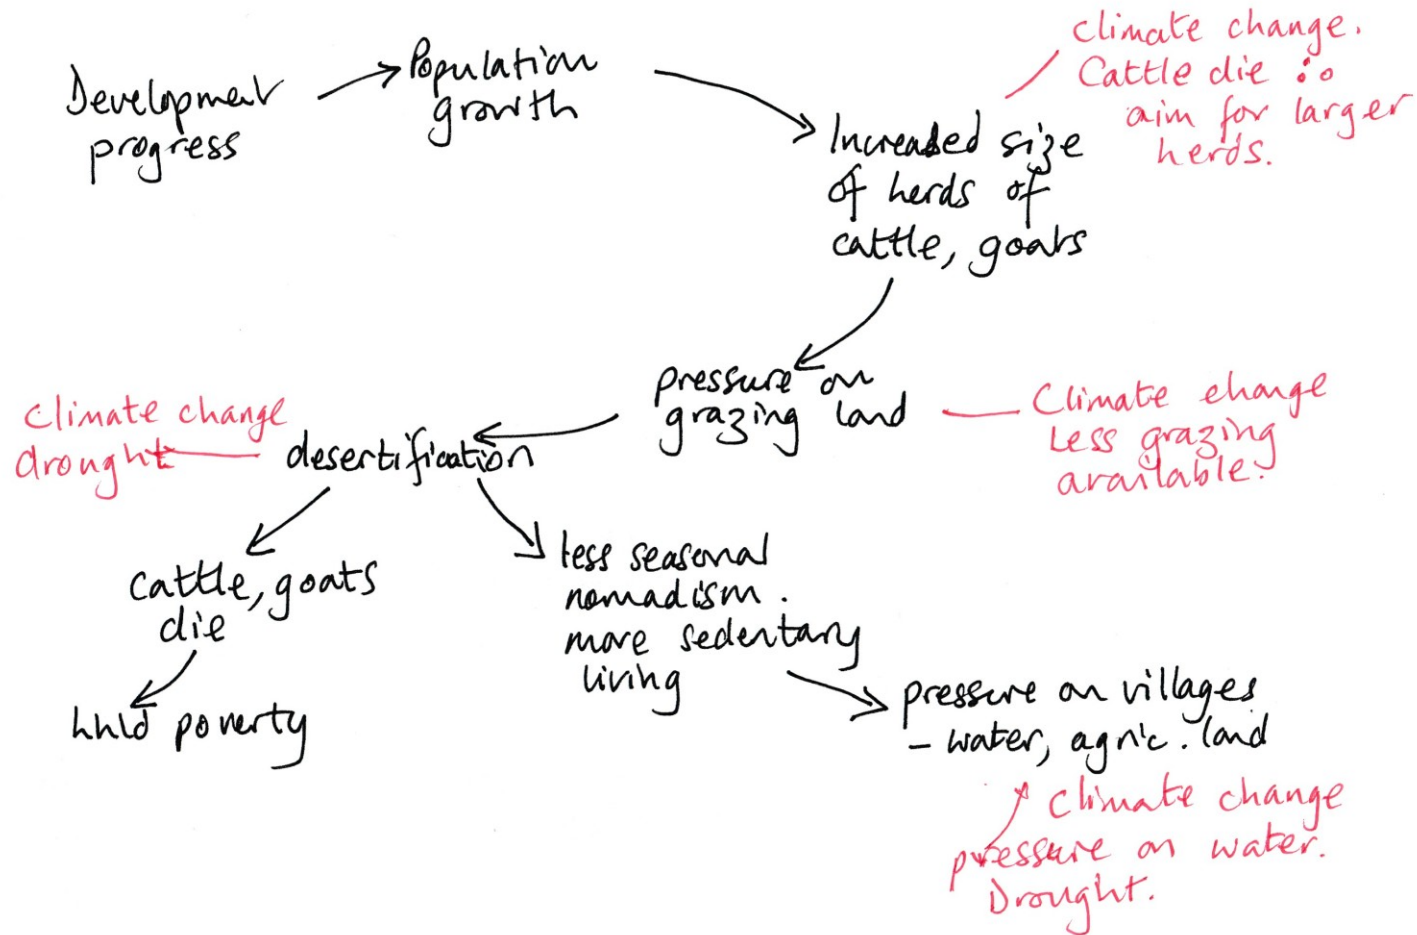 Development
progress
Population
growth
Increased size
of herds of
cattle, goats
climate change.
Cattle die ∴
aim for larger
herds.
pressure on
grazing land
Climate change
Less grazing
available.
desertification
Climate change
drought
cattle, goats
die
hhld poverty
less seasonal
nomadism.
more sedentary
living
pressure on villages
- water, agric. land
Climate change
pressure on water.
Drought.